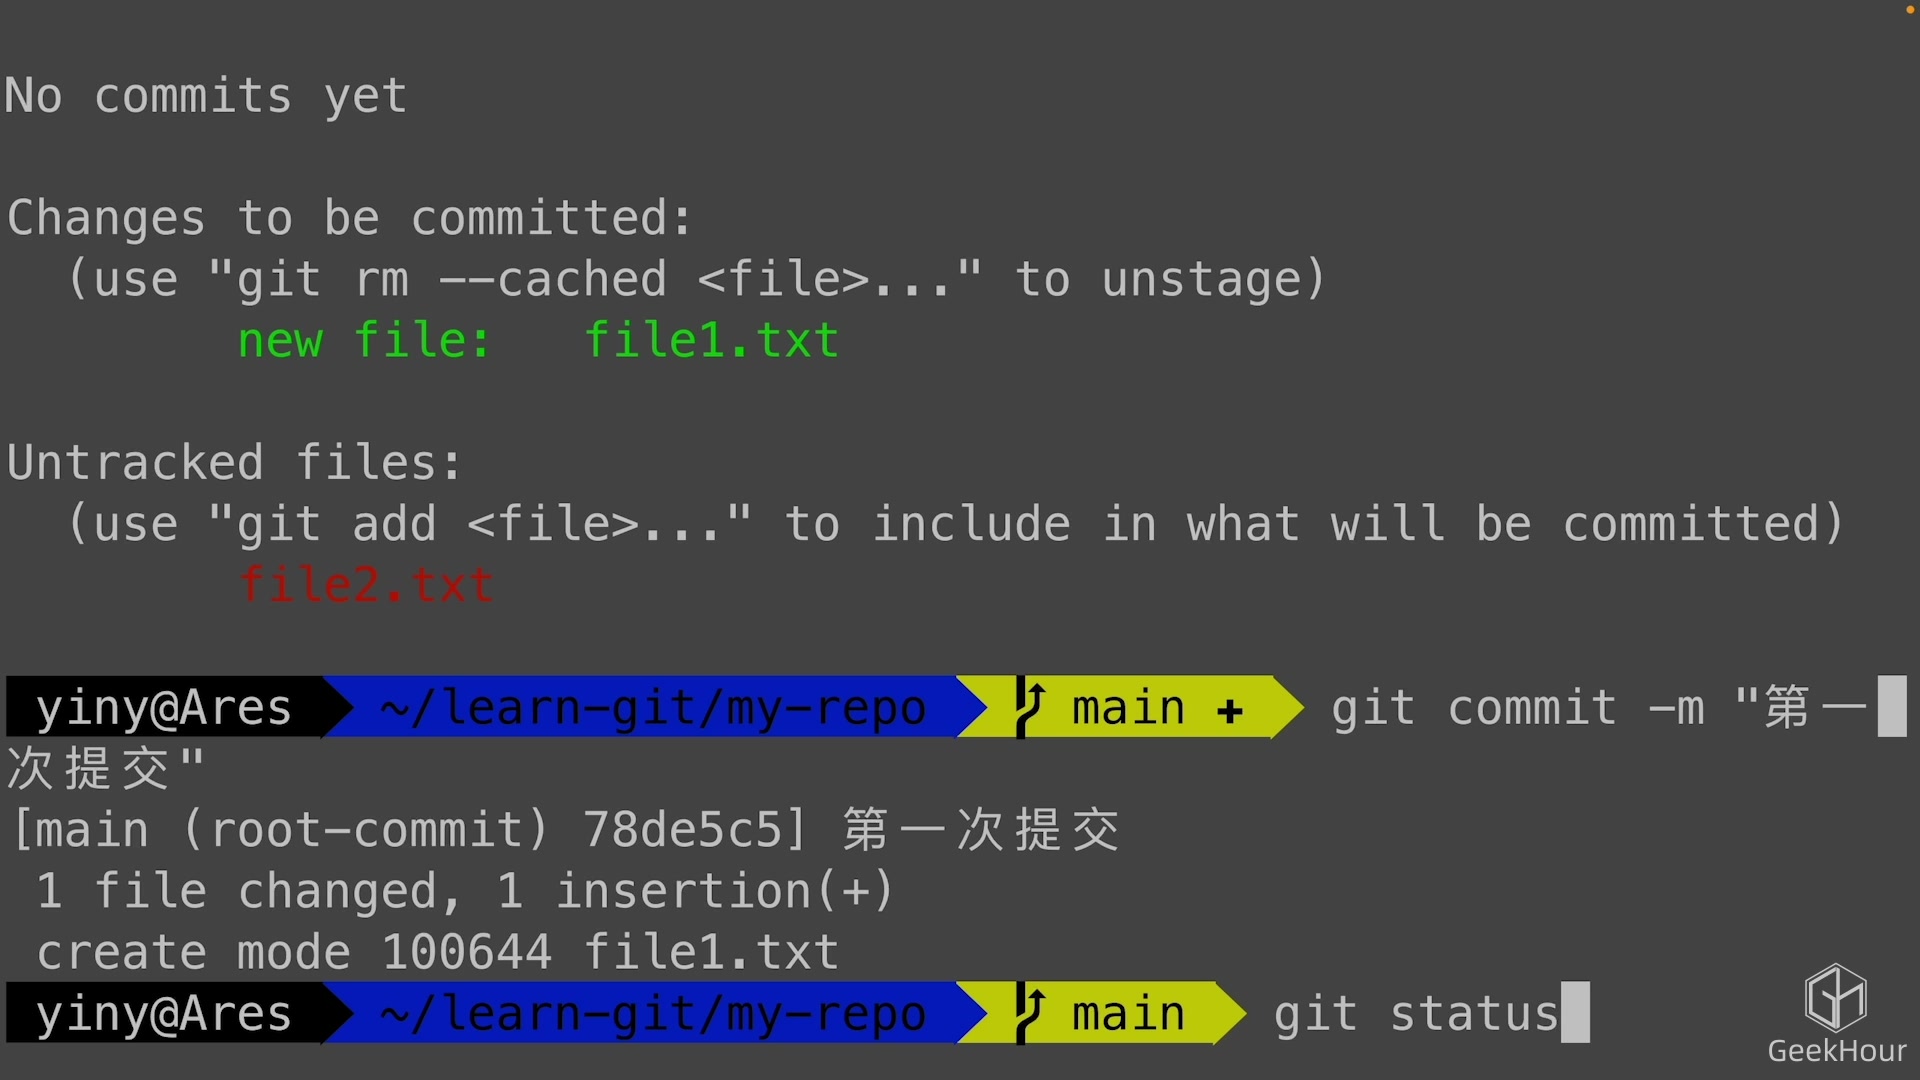 No commits yet
Changes to be committed:
(use "git rm --cached <file>..." to unstage)
new file: file1.txt
Untracked files:
(use "git add <file>..." to include in what will be committed)
file2.txt
yiny@Ares ~/learn-git/my-repo main + git commit -m "第一
次提交"
[main (root-commit) 78de5c5] 第一次提交
1 file changed, 1 insertion(+)
create mode 100644 file1.txt
yiny@Ares ~/learn-git/my-repo main git status
GeekHour